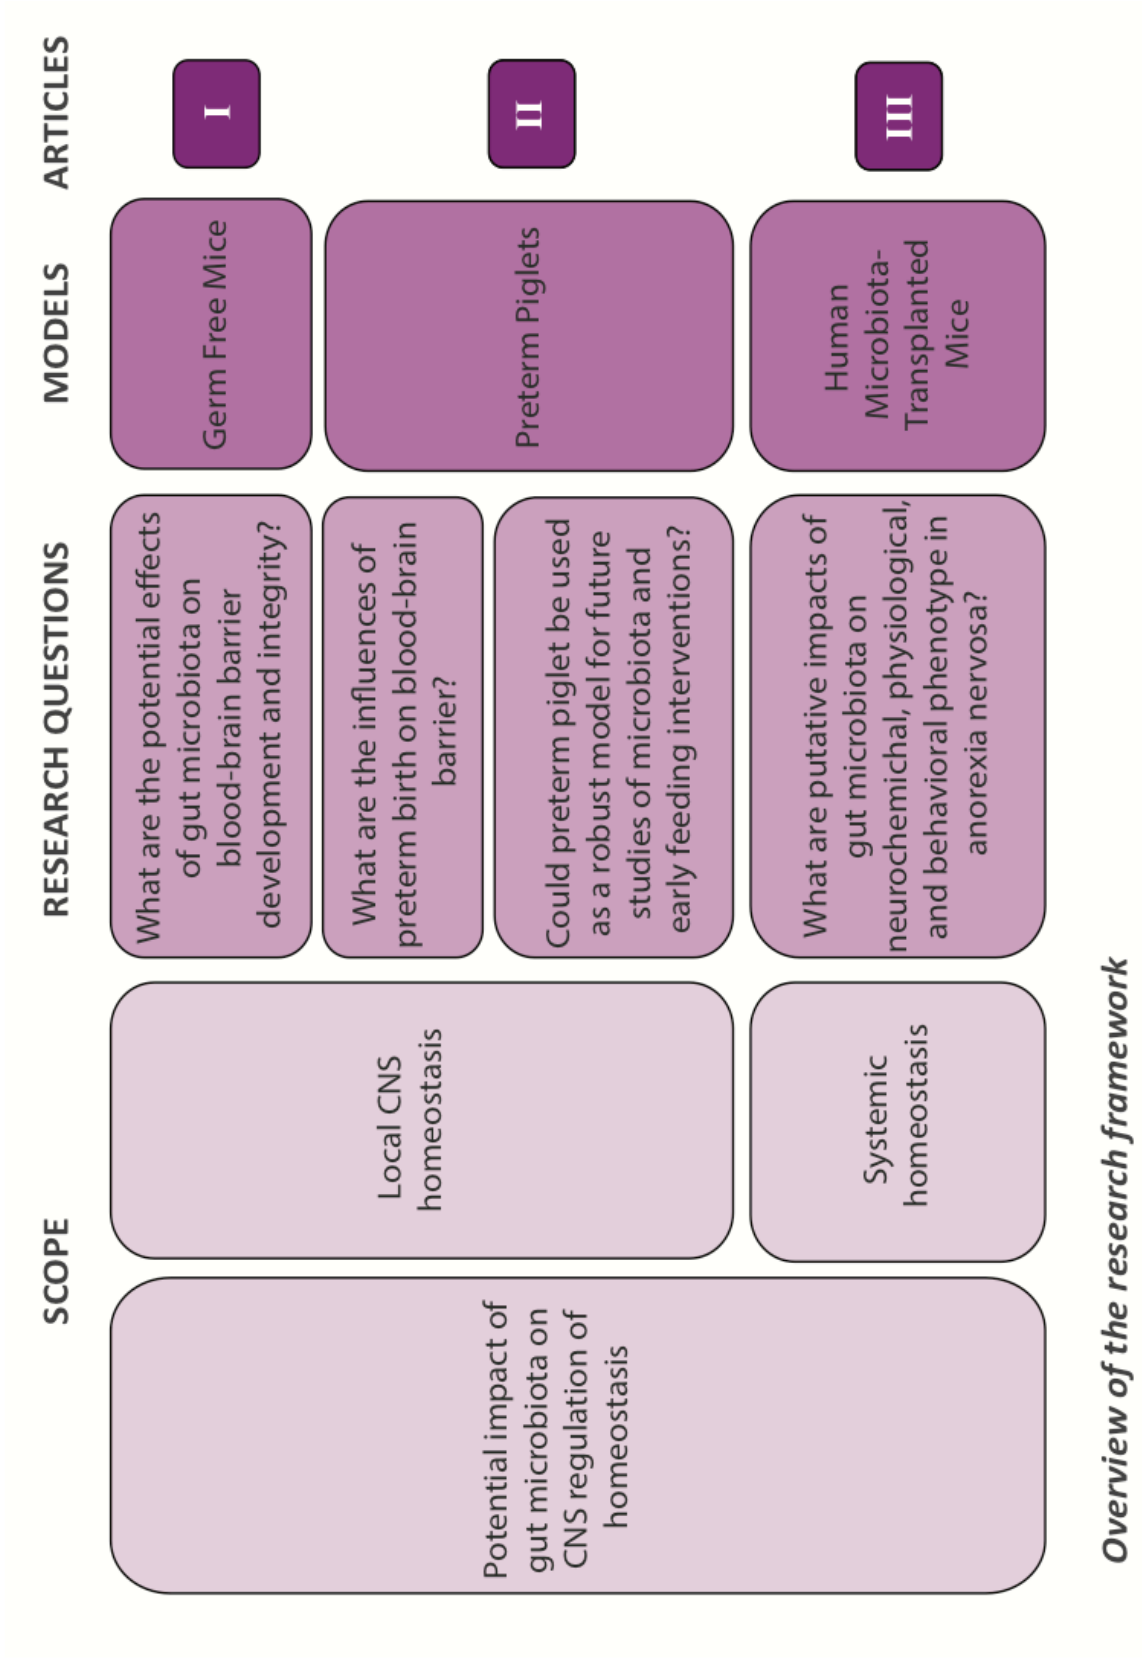 SCOPE
RESEARCH QUESTIONS
MODELS
ARTICLES
Potential impact of
gut microbiota on
CNS regulation of
homeostasis
Local CNS
homeostasis
What are the potential effects
of gut microbiota on
blood-brain barrier
development and integrity?
Germ Free Mice
I
What are the influences of
preterm birth on blood-brain
barrier?
Could preterm piglet be used
as a robust model for future
studies of microbiota and
early feeding interventions?
Preterm Piglets
II
Systemic
homeostasis
What are putative impacts of
gut microbiota on
neurochemichal, physiological,
and behavioral phenotype in
anorexia nervosa?
Human
Microbiota-
Transplanted
Mice
III
Overview of the research framework